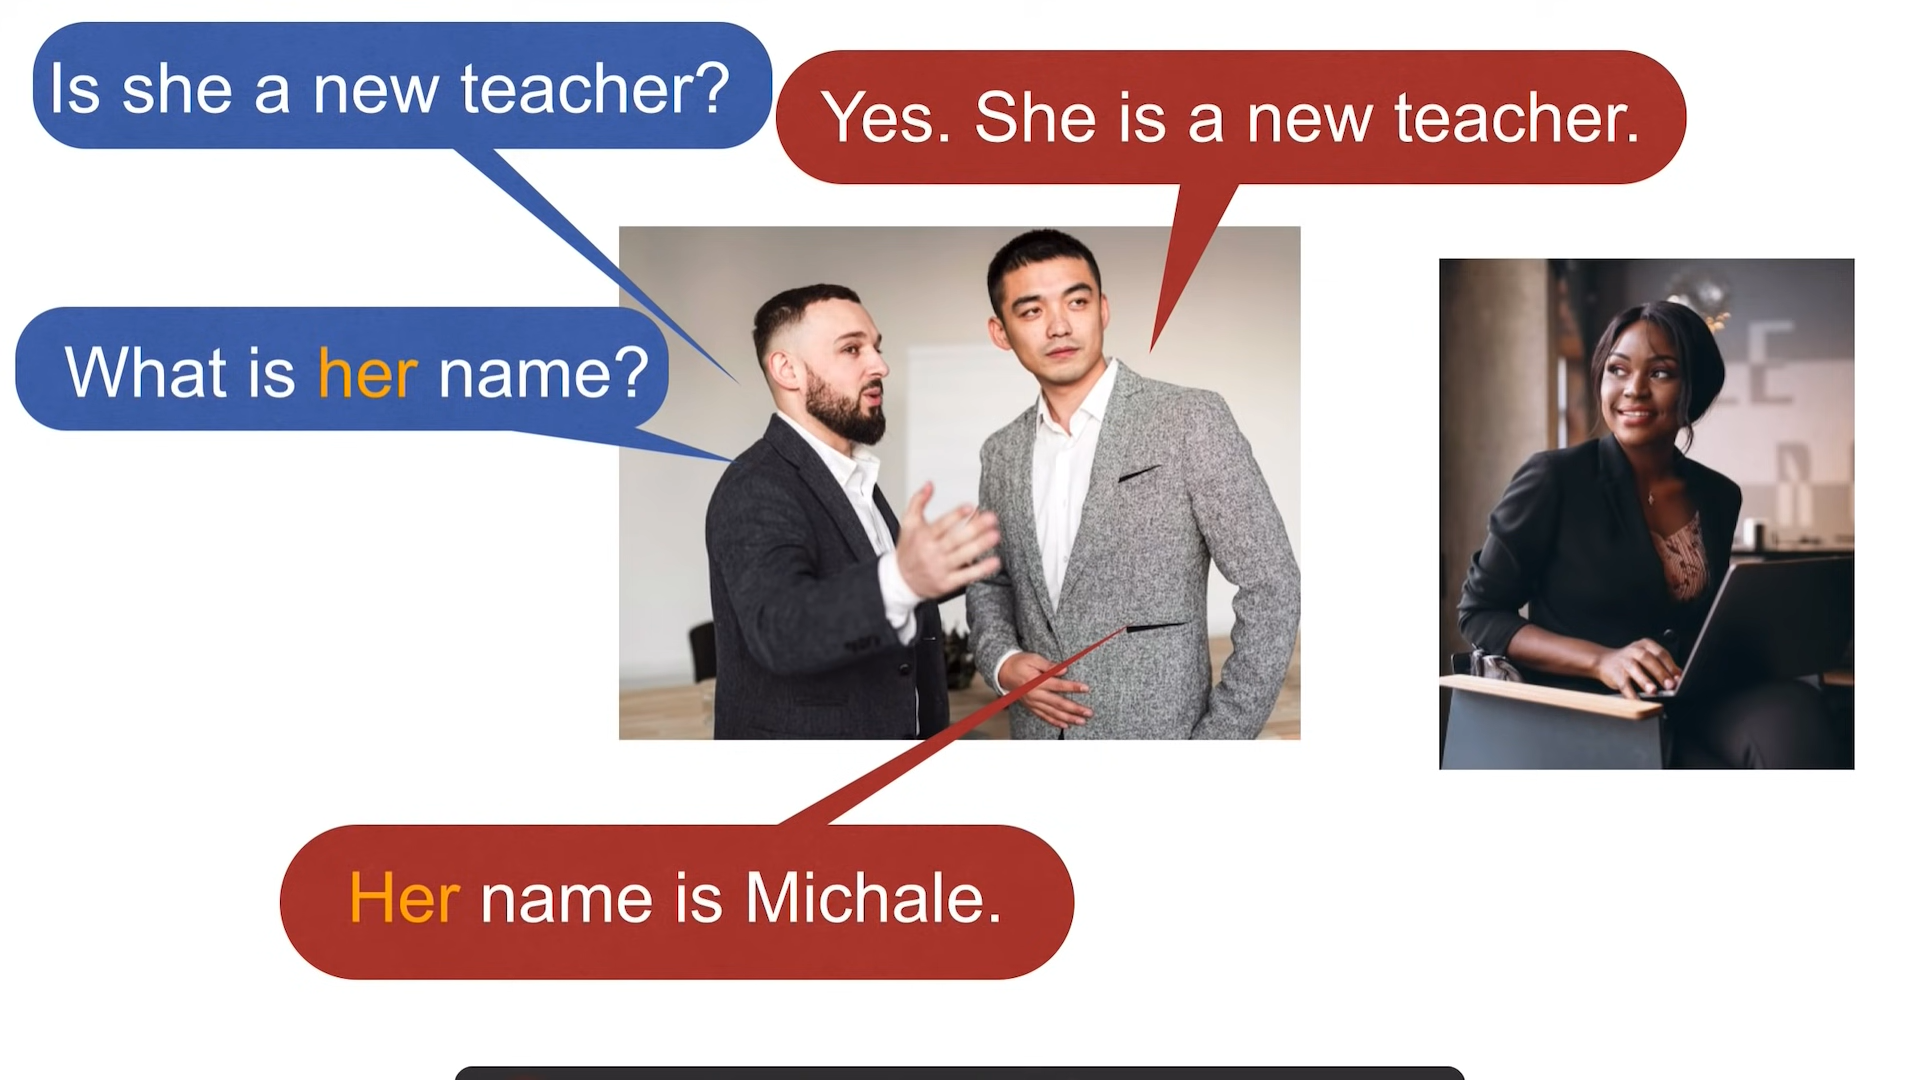 Is she a new teacher?
Yes. She is a new teacher.
What is her name?
Her name is Michale.